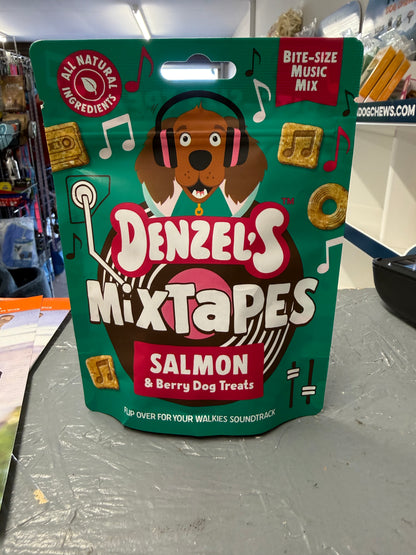 ALL NATURAL
INGREDIENTS
BITE-SIZE
MUSIC
MIX
DOGCHEWS.COM
DENZEL'S™
MIXTAPES
SALMON
& Berry Dog Treats
FLIP OVER FOR YOUR WALKIES SOUNDTRACK